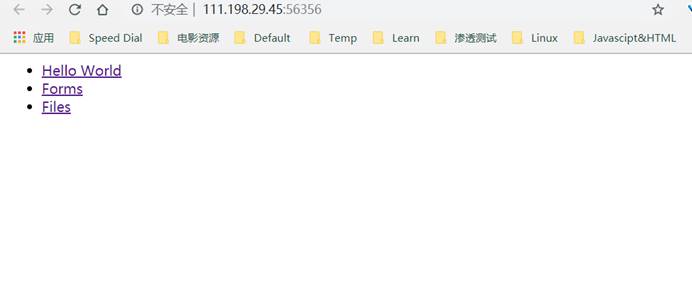 不安全 | 111.198.29.45:56356
应用 Speed Dial 电影资源 Default Temp Learn 渗透测试 Linux Javascipt&HTML
Hello World
Forms
Files